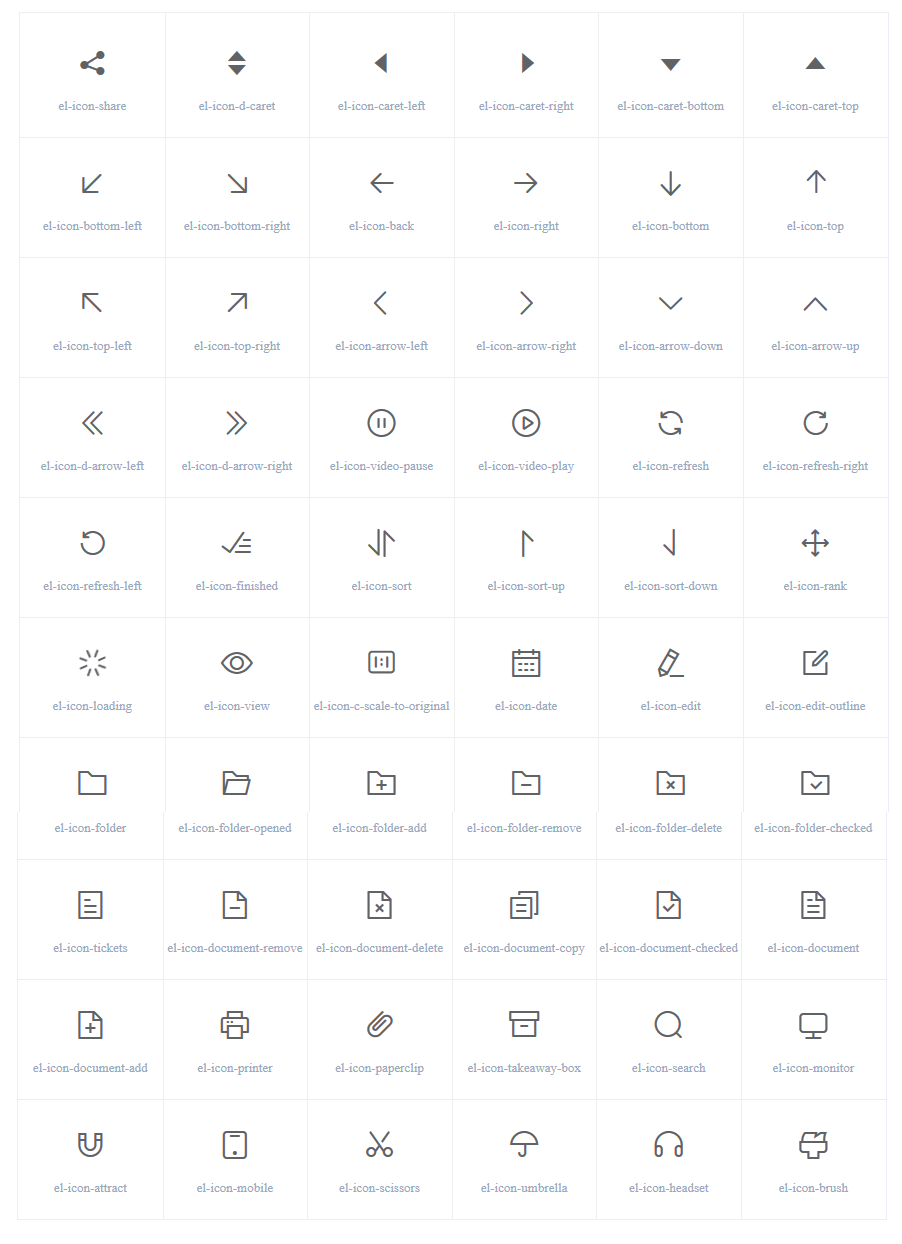 el-icon-share el-icon-d-caret el-icon-caret-left el-icon-caret-right el-icon-caret-bottom el-icon-caret-top
el-icon-bottom-left el-icon-bottom-right el-icon-back el-icon-right el-icon-bottom el-icon-top
el-icon-top-left el-icon-top-right el-icon-arrow-left el-icon-arrow-right el-icon-arrow-down el-icon-arrow-up
el-icon-d-arrow-left el-icon-d-arrow-right el-icon-video-pause el-icon-video-play el-icon-refresh el-icon-refresh-right
el-icon-refresh-left el-icon-finished el-icon-sort el-icon-sort-up el-icon-sort-down el-icon-rank
el-icon-loading el-icon-view el-icon-c-scale-to-original el-icon-date el-icon-edit el-icon-edit-outline
el-icon-folder el-icon-folder-opened el-icon-folder-add el-icon-folder-remove el-icon-folder-delete el-icon-folder-checked
el-icon-tickets el-icon-document-remove el-icon-document-delete el-icon-document-copy el-icon-document-checked el-icon-document
el-icon-document-add el-icon-printer el-icon-paperclip el-icon-takeaway-box el-icon-search el-icon-monitor
el-icon-attract el-icon-mobile el-icon-scissors el-icon-umbrella el-icon-headset el-icon-brush